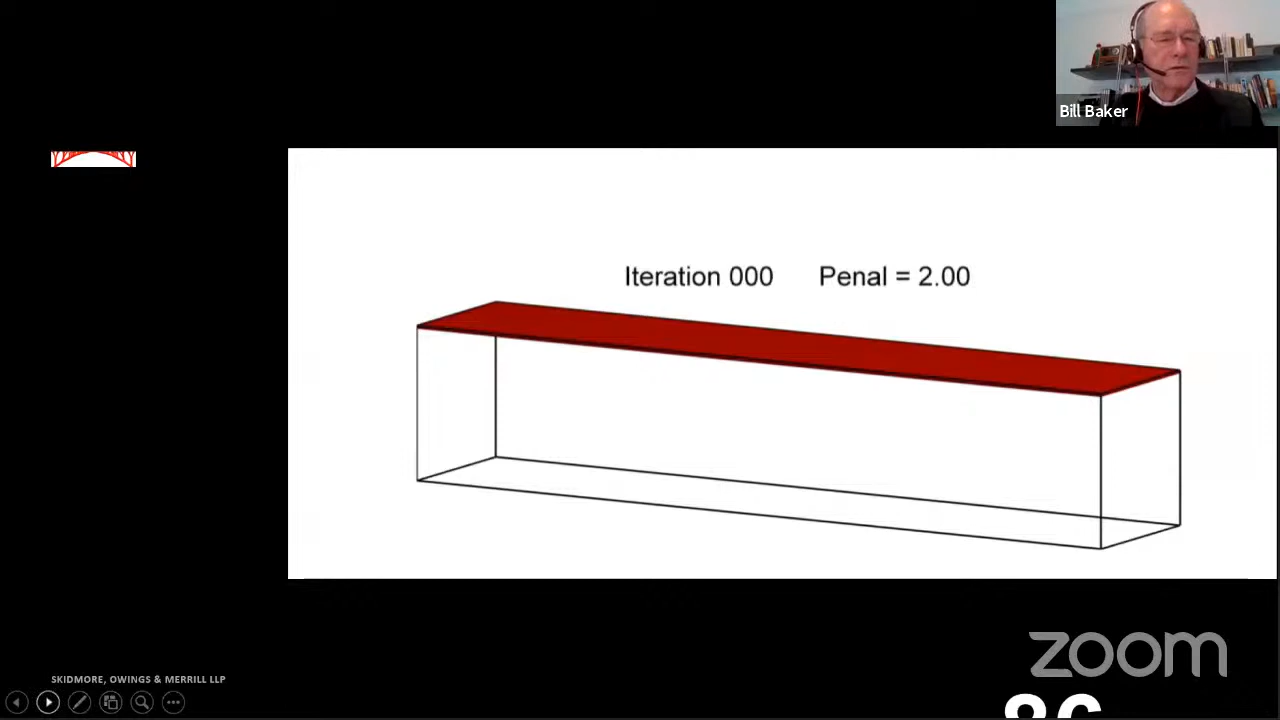 Bill Baker
Iteration 000 Penal = 2.00
SKIDMORE, OWINGS & MERRILL LLP
zoom